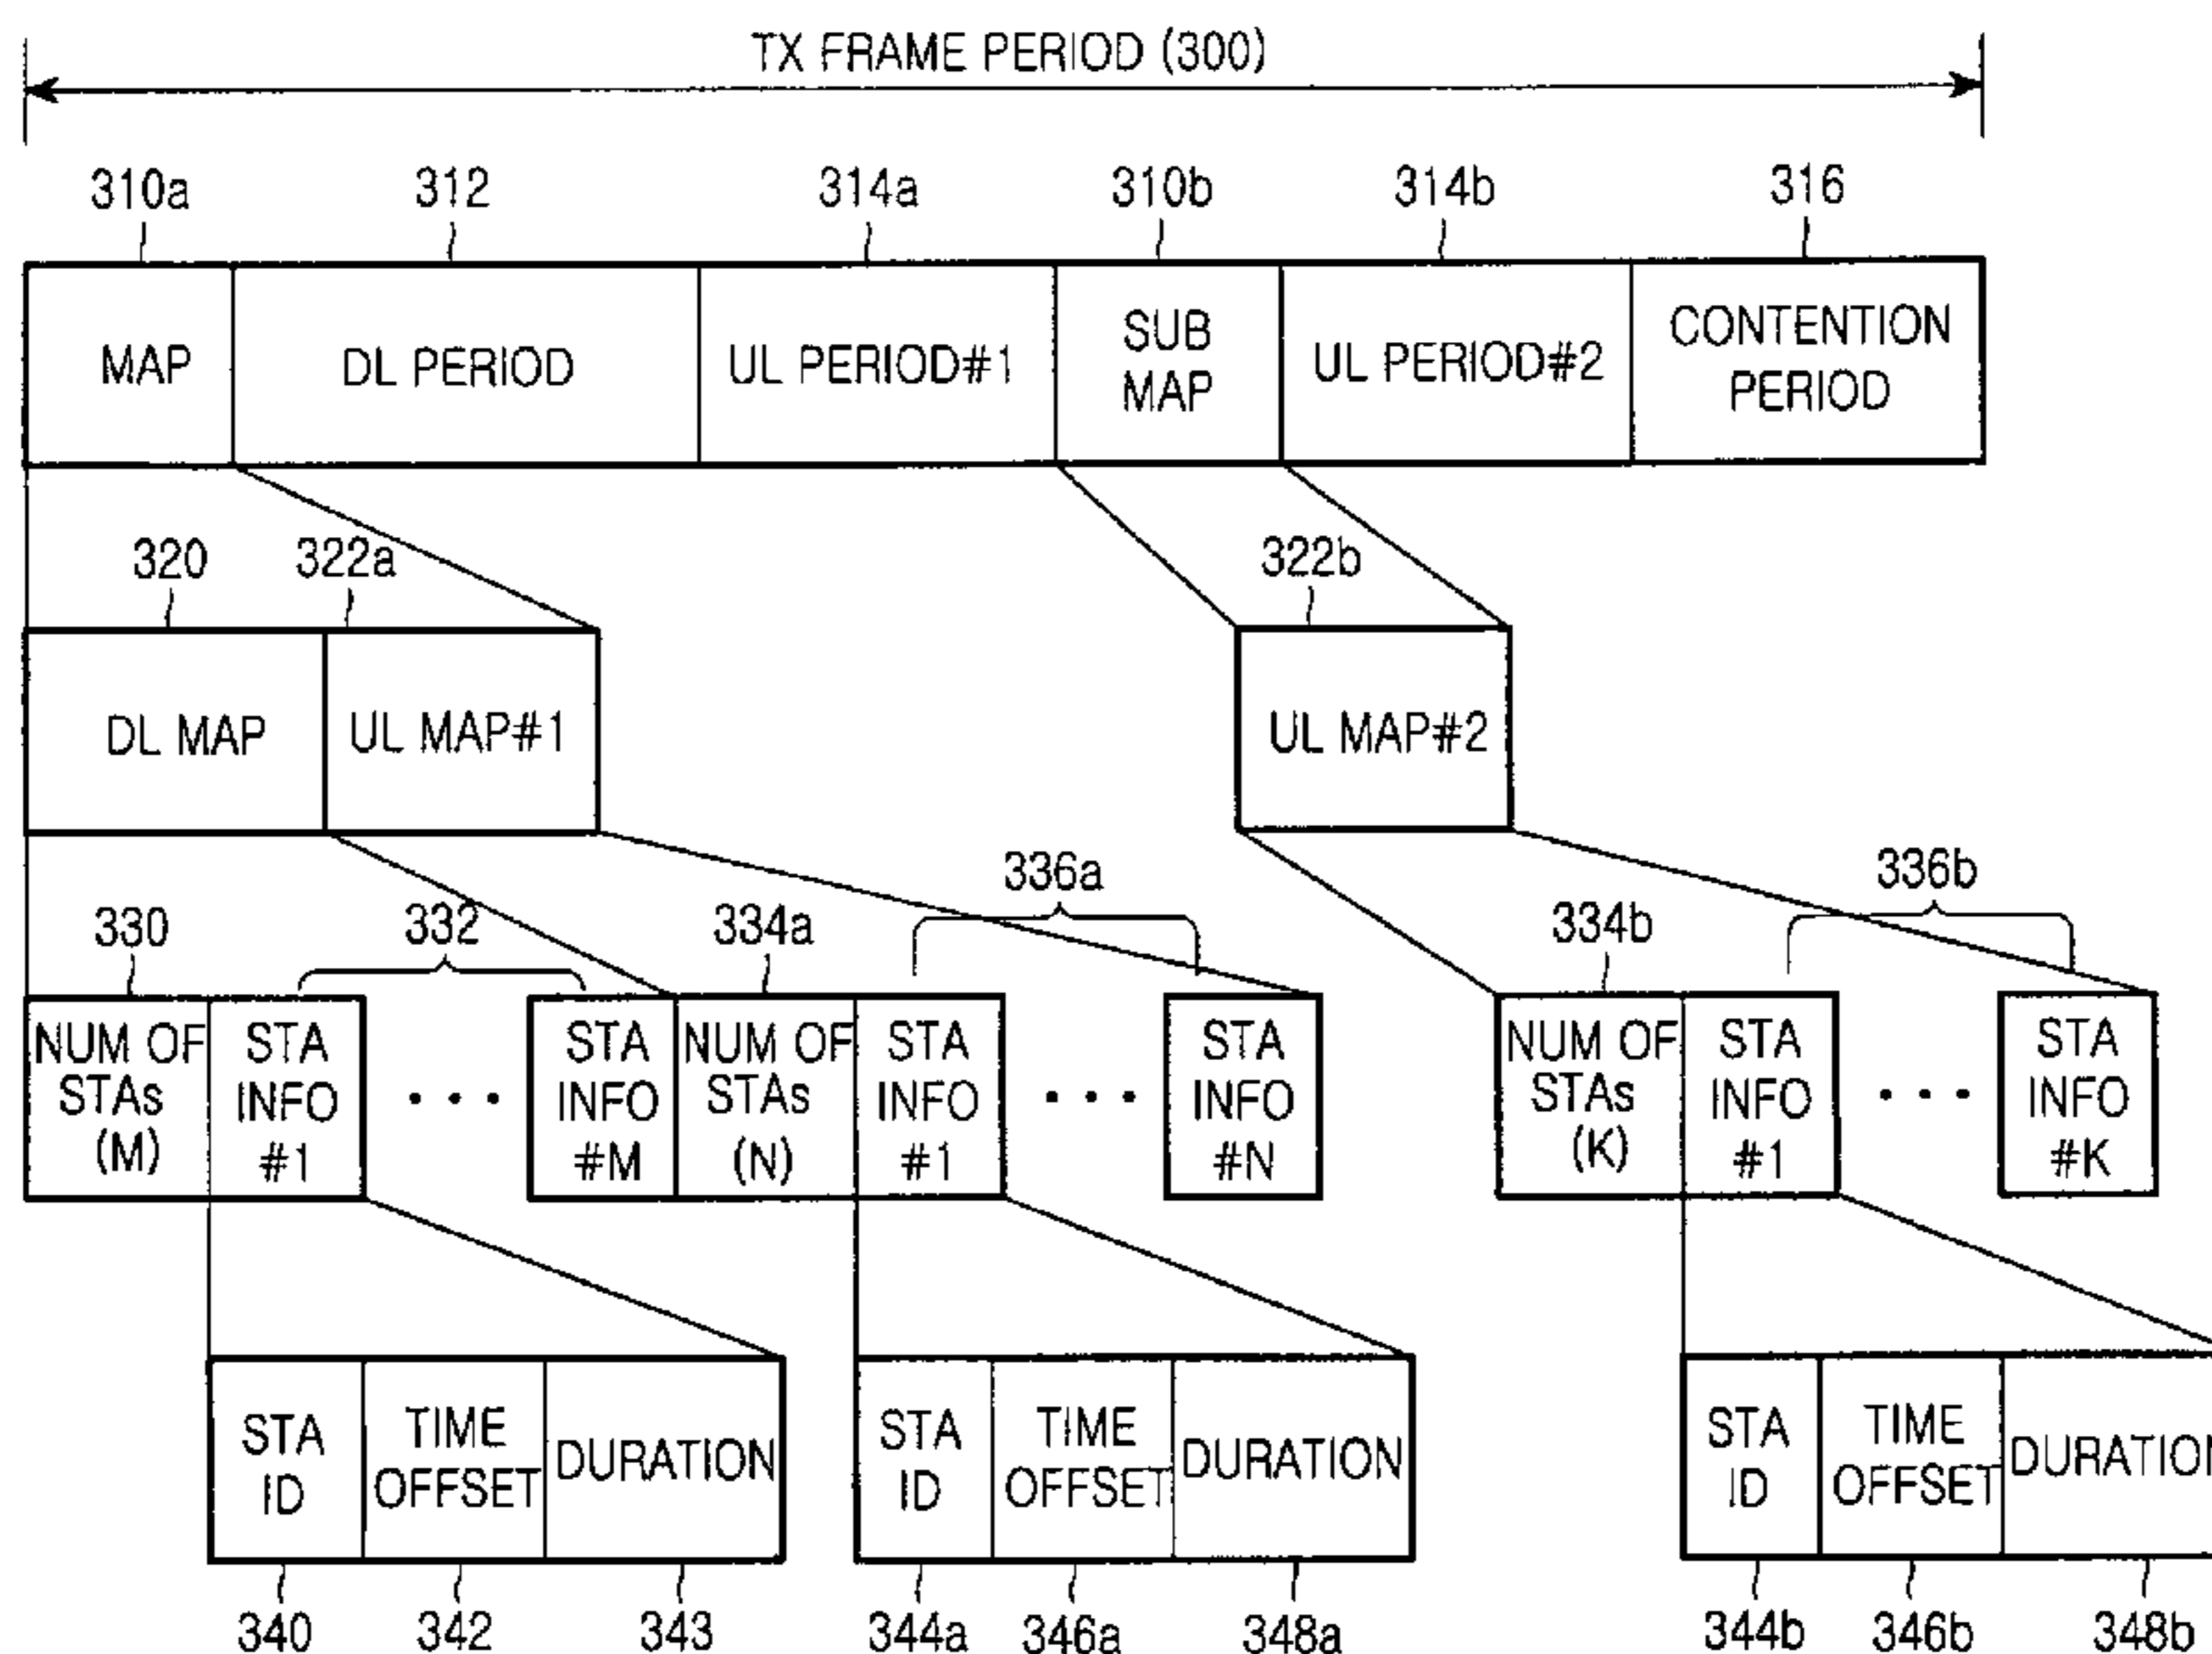 TX FRAME PERIOD (300)
310a 312 314a 310b 314b 316
MAP
DL PERIOD
UL PERIOD#1
SUB
MAP
UL PERIOD#2
CONTENTION
PERIOD
320 322a 322b
DL MAP
UL MAP#1
UL MAP#2
330 332 334a 336a 334b 336b
NUM OF
STAs
(M)
STA
INFO
#1
• • •
STA
INFO
#M
NUM OF
STAs
(N)
STA
INFO
#1
• • •
STA
INFO
#N
NUM OF
STAs
(K)
STA
INFO
#1
• • •
STA
INFO
#K
STA
ID
TIME
OFFSET
DURATION
STA
ID
TIME
OFFSET
DURATION
STA
ID
TIME
OFFSET
DURATION
340 342 343 344a 346a 348a 344b 346b 348b